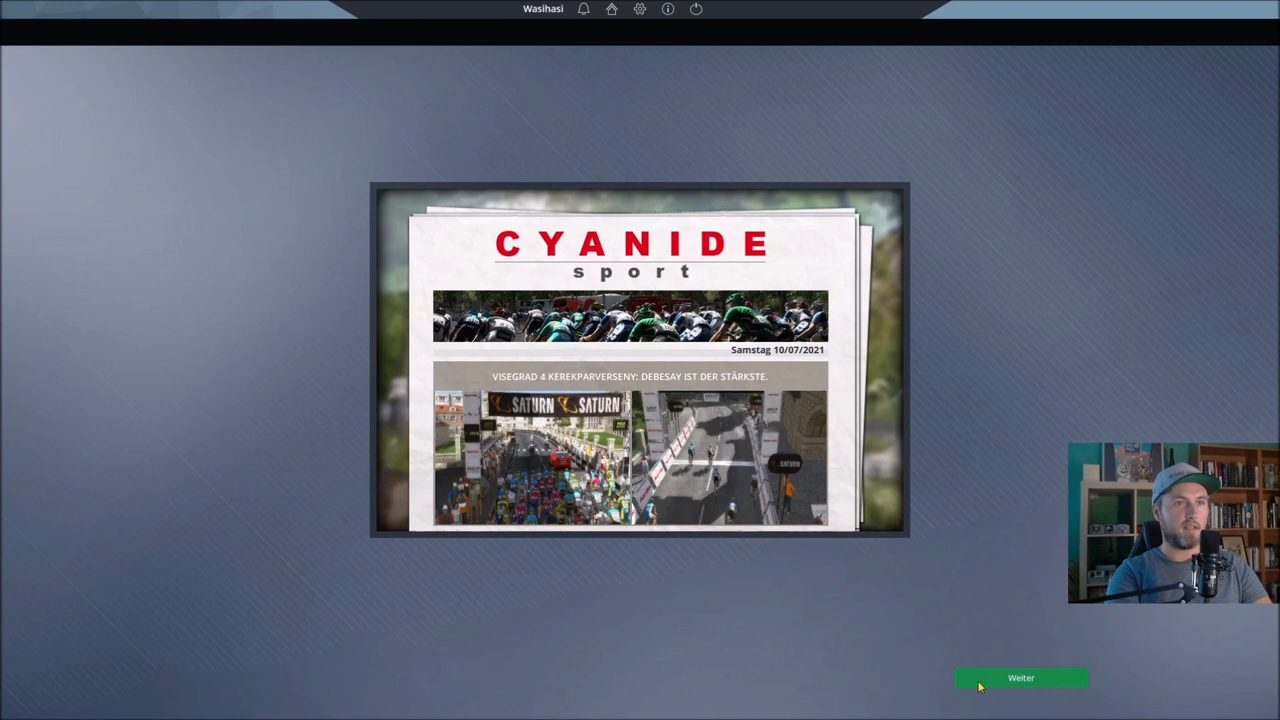 Wasihasi
CYANIDE
sport
Samstag 10/07/2021
VISEGRAD 4 KEREKPARVERSENY: DEBESAY IST DER STÄRKSTE.
SATURN SATURN
SATURN
Weiter